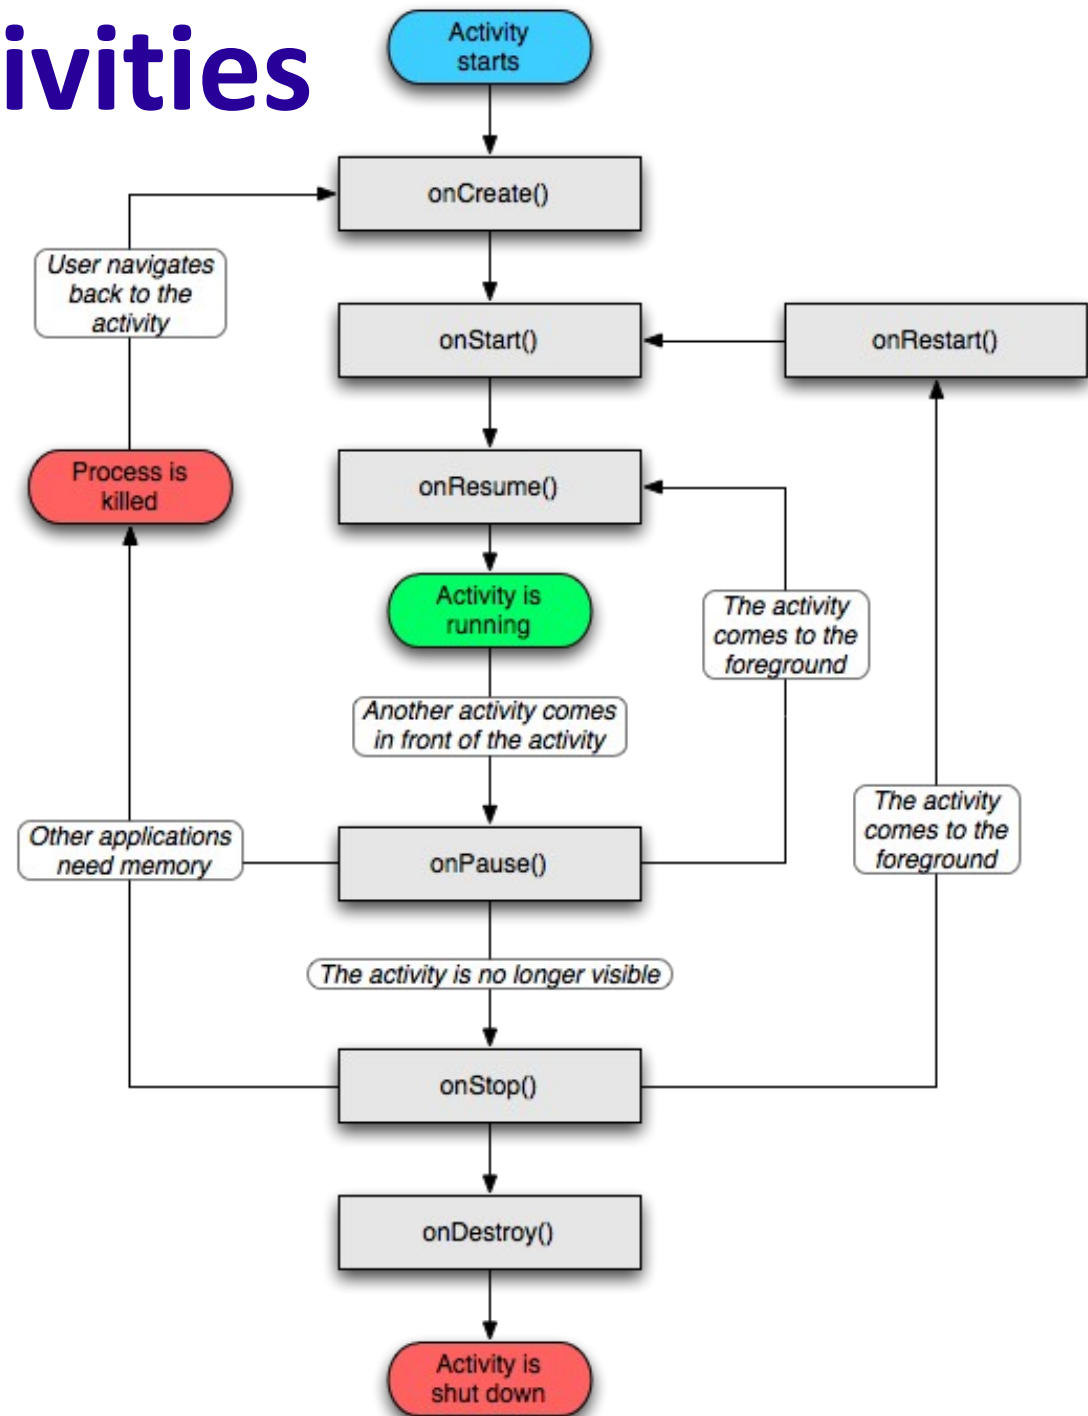 ivities
Activity
starts
onCreate()
User navigates
back to the
activity
onStart()
onRestart()
Process is
killed
onResume()
Activity is
running
The activity
comes to the
foreground
Another activity comes
in front of the activity
The activity
comes to the
foreground
Other applications
need memory
onPause()
The activity is no longer visible
onStop()
onDestroy()
Activity is
shut down